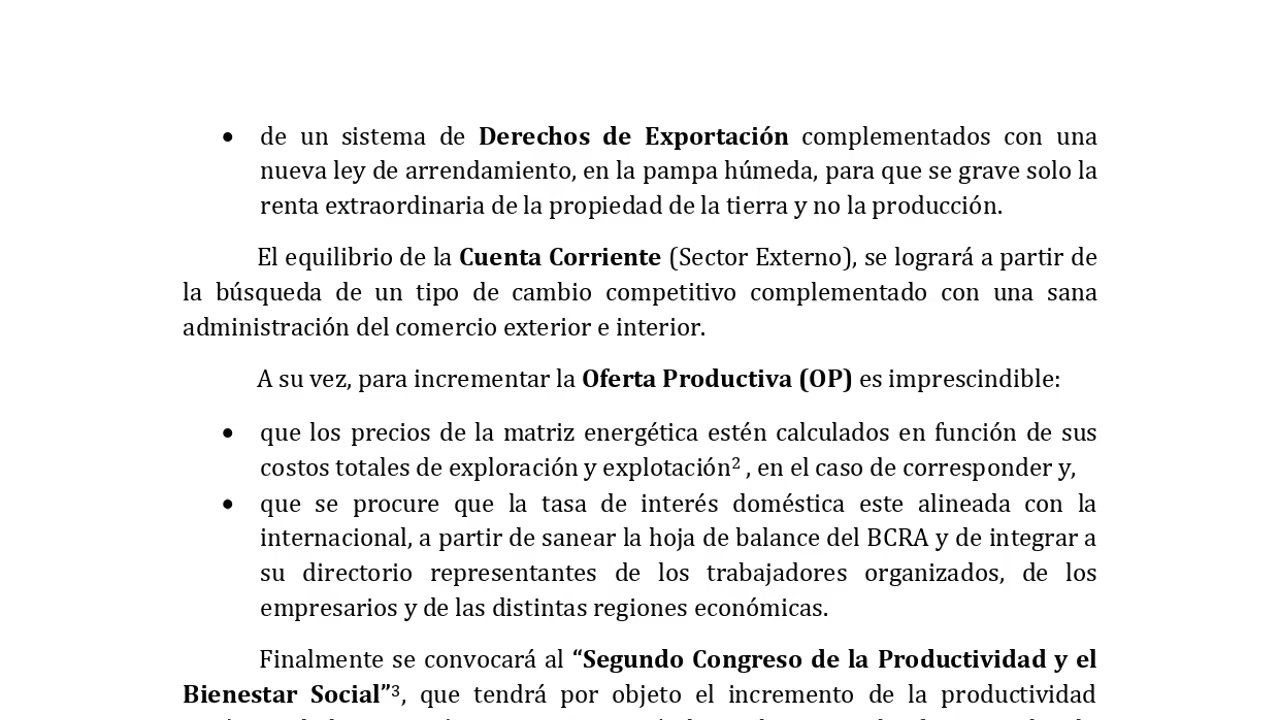 • de un sistema de Derechos de Exportación complementados con una
nueva ley de arrendamiento, en la pampa húmeda, para que se grave solo la
renta extraordinaria de la propiedad de la tierra y no la producción.
El equilibrio de la Cuenta Corriente (Sector Externo), se logrará a partir de
la búsqueda de un tipo de cambio competitivo complementado con una sana
administración del comercio exterior e interior.
A su vez, para incrementar la Oferta Productiva (OP) es imprescindible:
• que los precios de la matriz energética estén calculados en función de sus
costos totales de exploración y explotación² , en el caso de corresponder y,
• que se procure que la tasa de interés doméstica este alineada con la
internacional, a partir de sanear la hoja de balance del BCRA y de integrar a
su directorio representantes de los trabajadores organizados, de los
empresarios y de las distintas regiones económicas.
Finalmente se convocará al “Segundo Congreso de la Productividad y el
Bienestar Social”³, que tendrá por objeto el incremento de la productividad